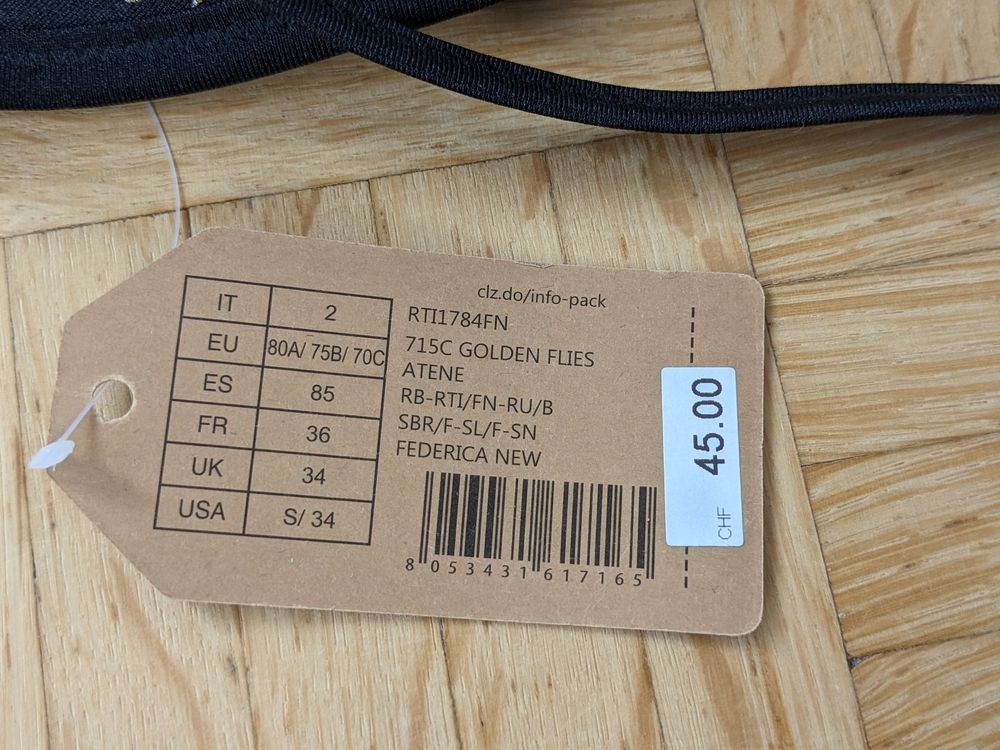 IT 2
EU 80A/ 75B/ 70C
ES 85
FR 36
UK 34
USA S/ 34
clz.do/info-pack
RTI1784FN
715C GOLDEN FLIES
ATENE
RB-RTI/FN-RU/B
SBR/F-SL/F-SN
FEDERICA NEW
8 053431 617165
CHF 45.00